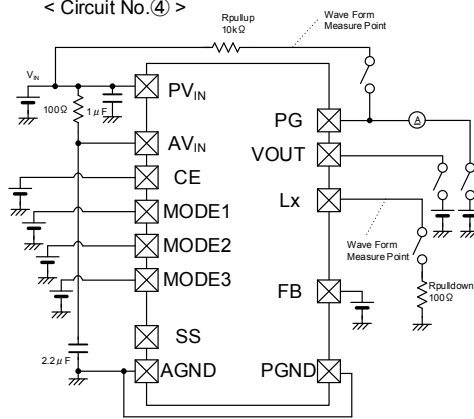 < Circuit No.④ >
Rpullup
10kΩ
Wave Form
Measure Point
VIN
100Ω
1μF
PVIN
PG
A
AVIN
VOUT
CE
Lx
MODE1
MODE2
Wave Form
Measure Point
MODE3
Rpulldown
100Ω
FB
SS
2.2μF
AGND
PGND